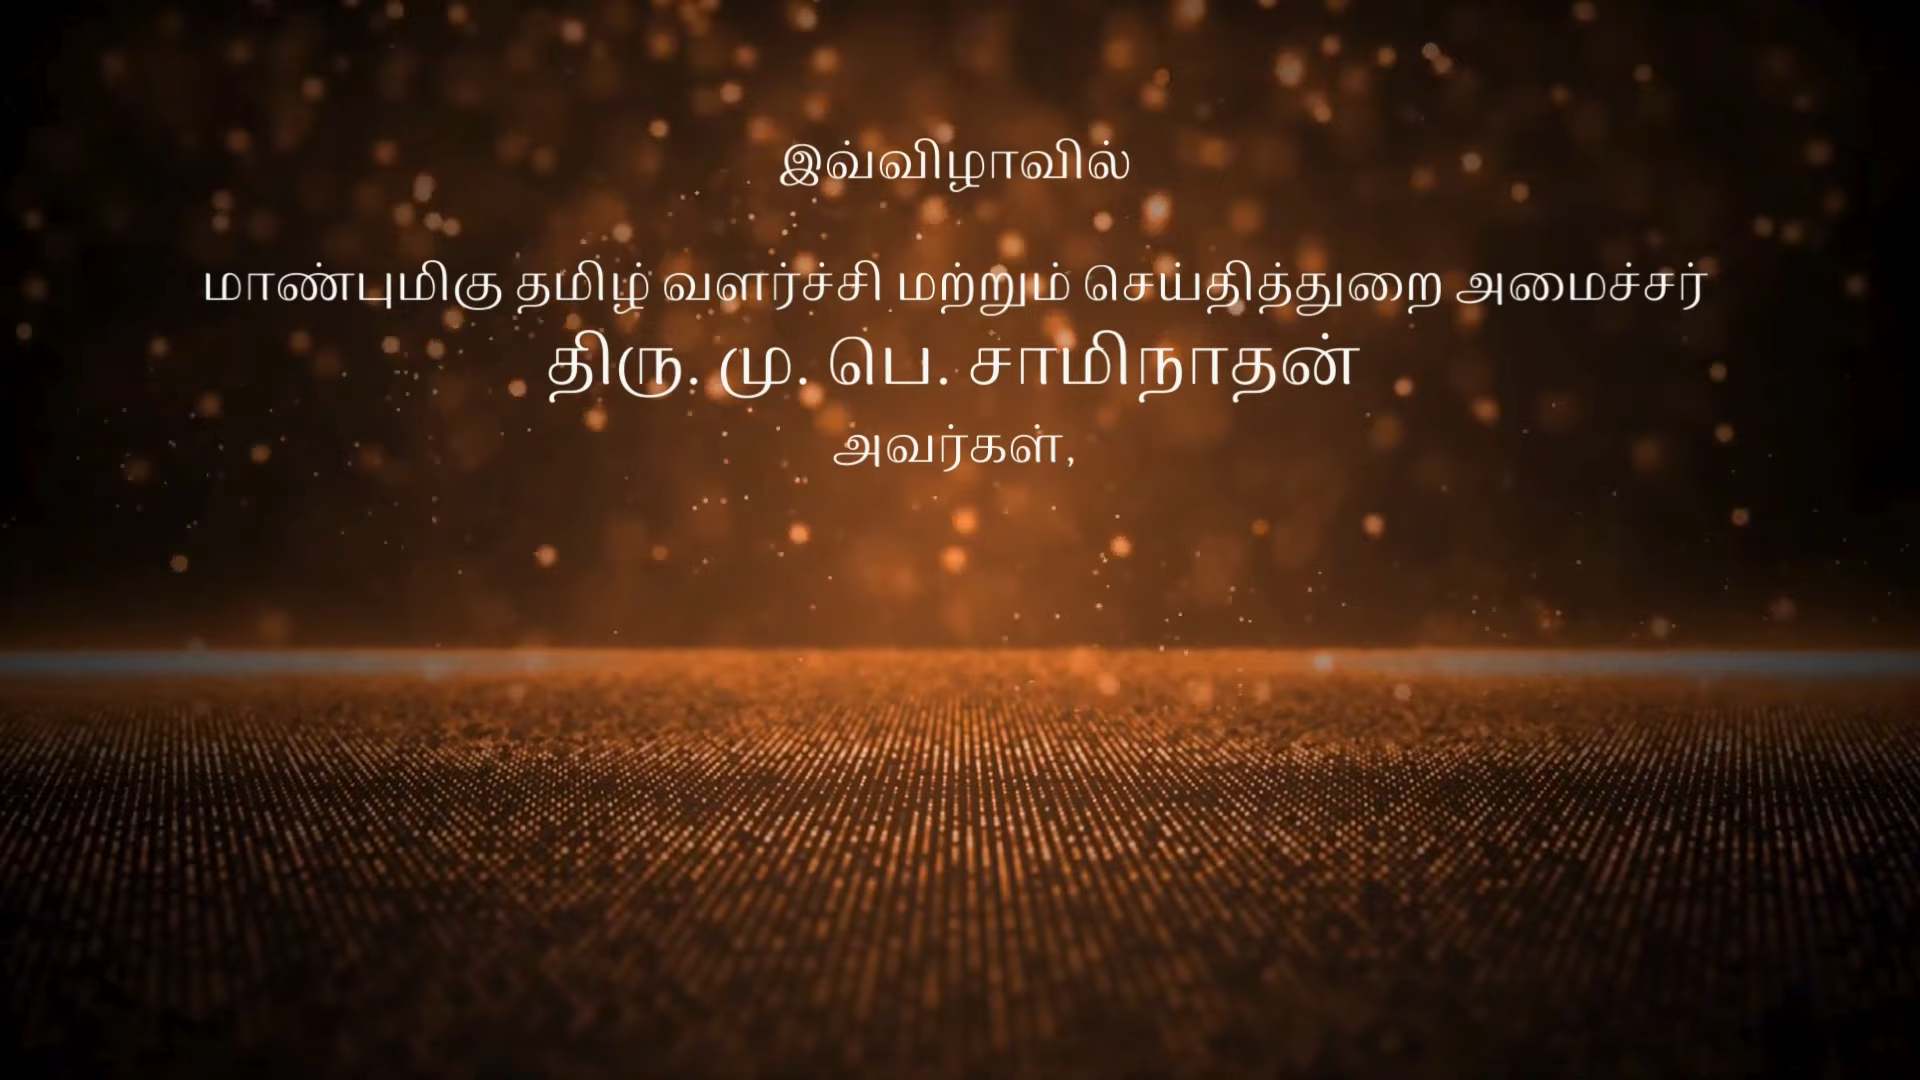 இவ்விழாவில்
மாண்புமிகு தமிழ் வளர்ச்சி மற்றும் செய்தித்துறை அமைச்சர்
திரு. மு. பெ. சாமிநாதன்
அவர்கள்,